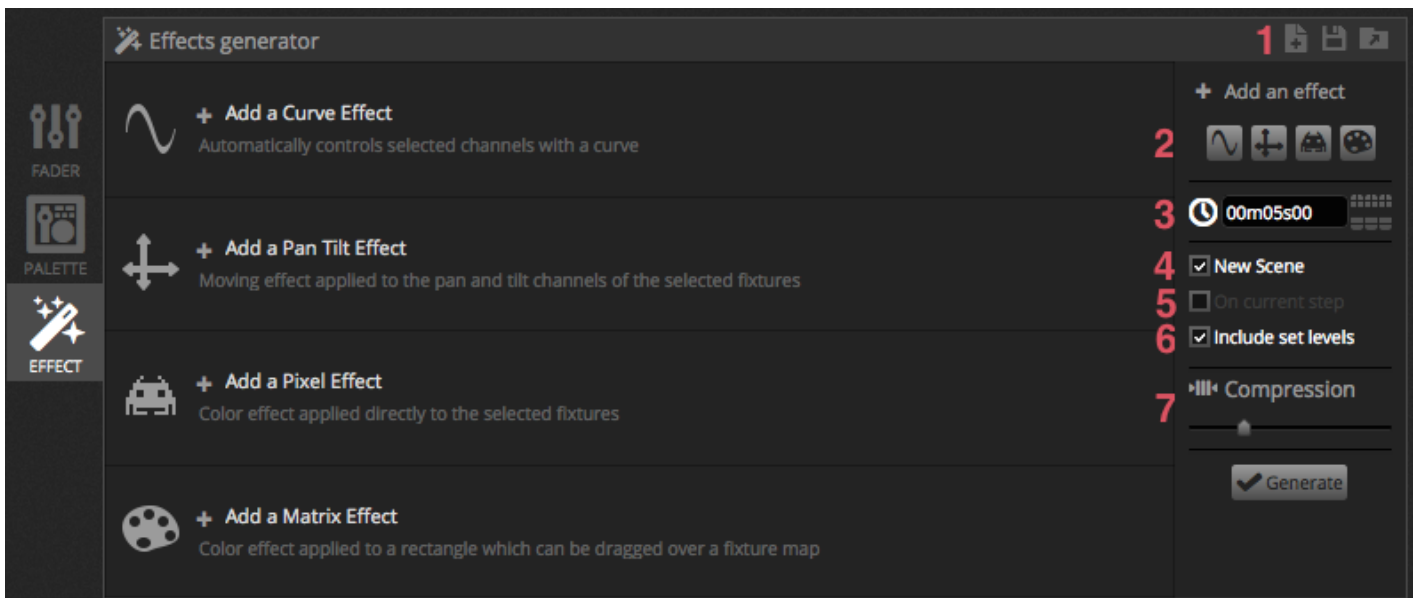 Effects generator
1
+ Add an effect
+ Add a Curve Effect
Automatically controls selected channels with a curve
2
FADER
3
00m05s00
+ Add a Pan Tilt Effect
Moving effect applied to the pan and tilt channels of the selected fixtures
PALETTE
4
New Scene
5
On current step
6
Include set levels
EFFECT
+ Add a Pixel Effect
Color effect applied directly to the selected fixtures
7
Compression
Generate
+ Add a Matrix Effect
Color effect applied to a rectangle which can be dragged over a fixture map